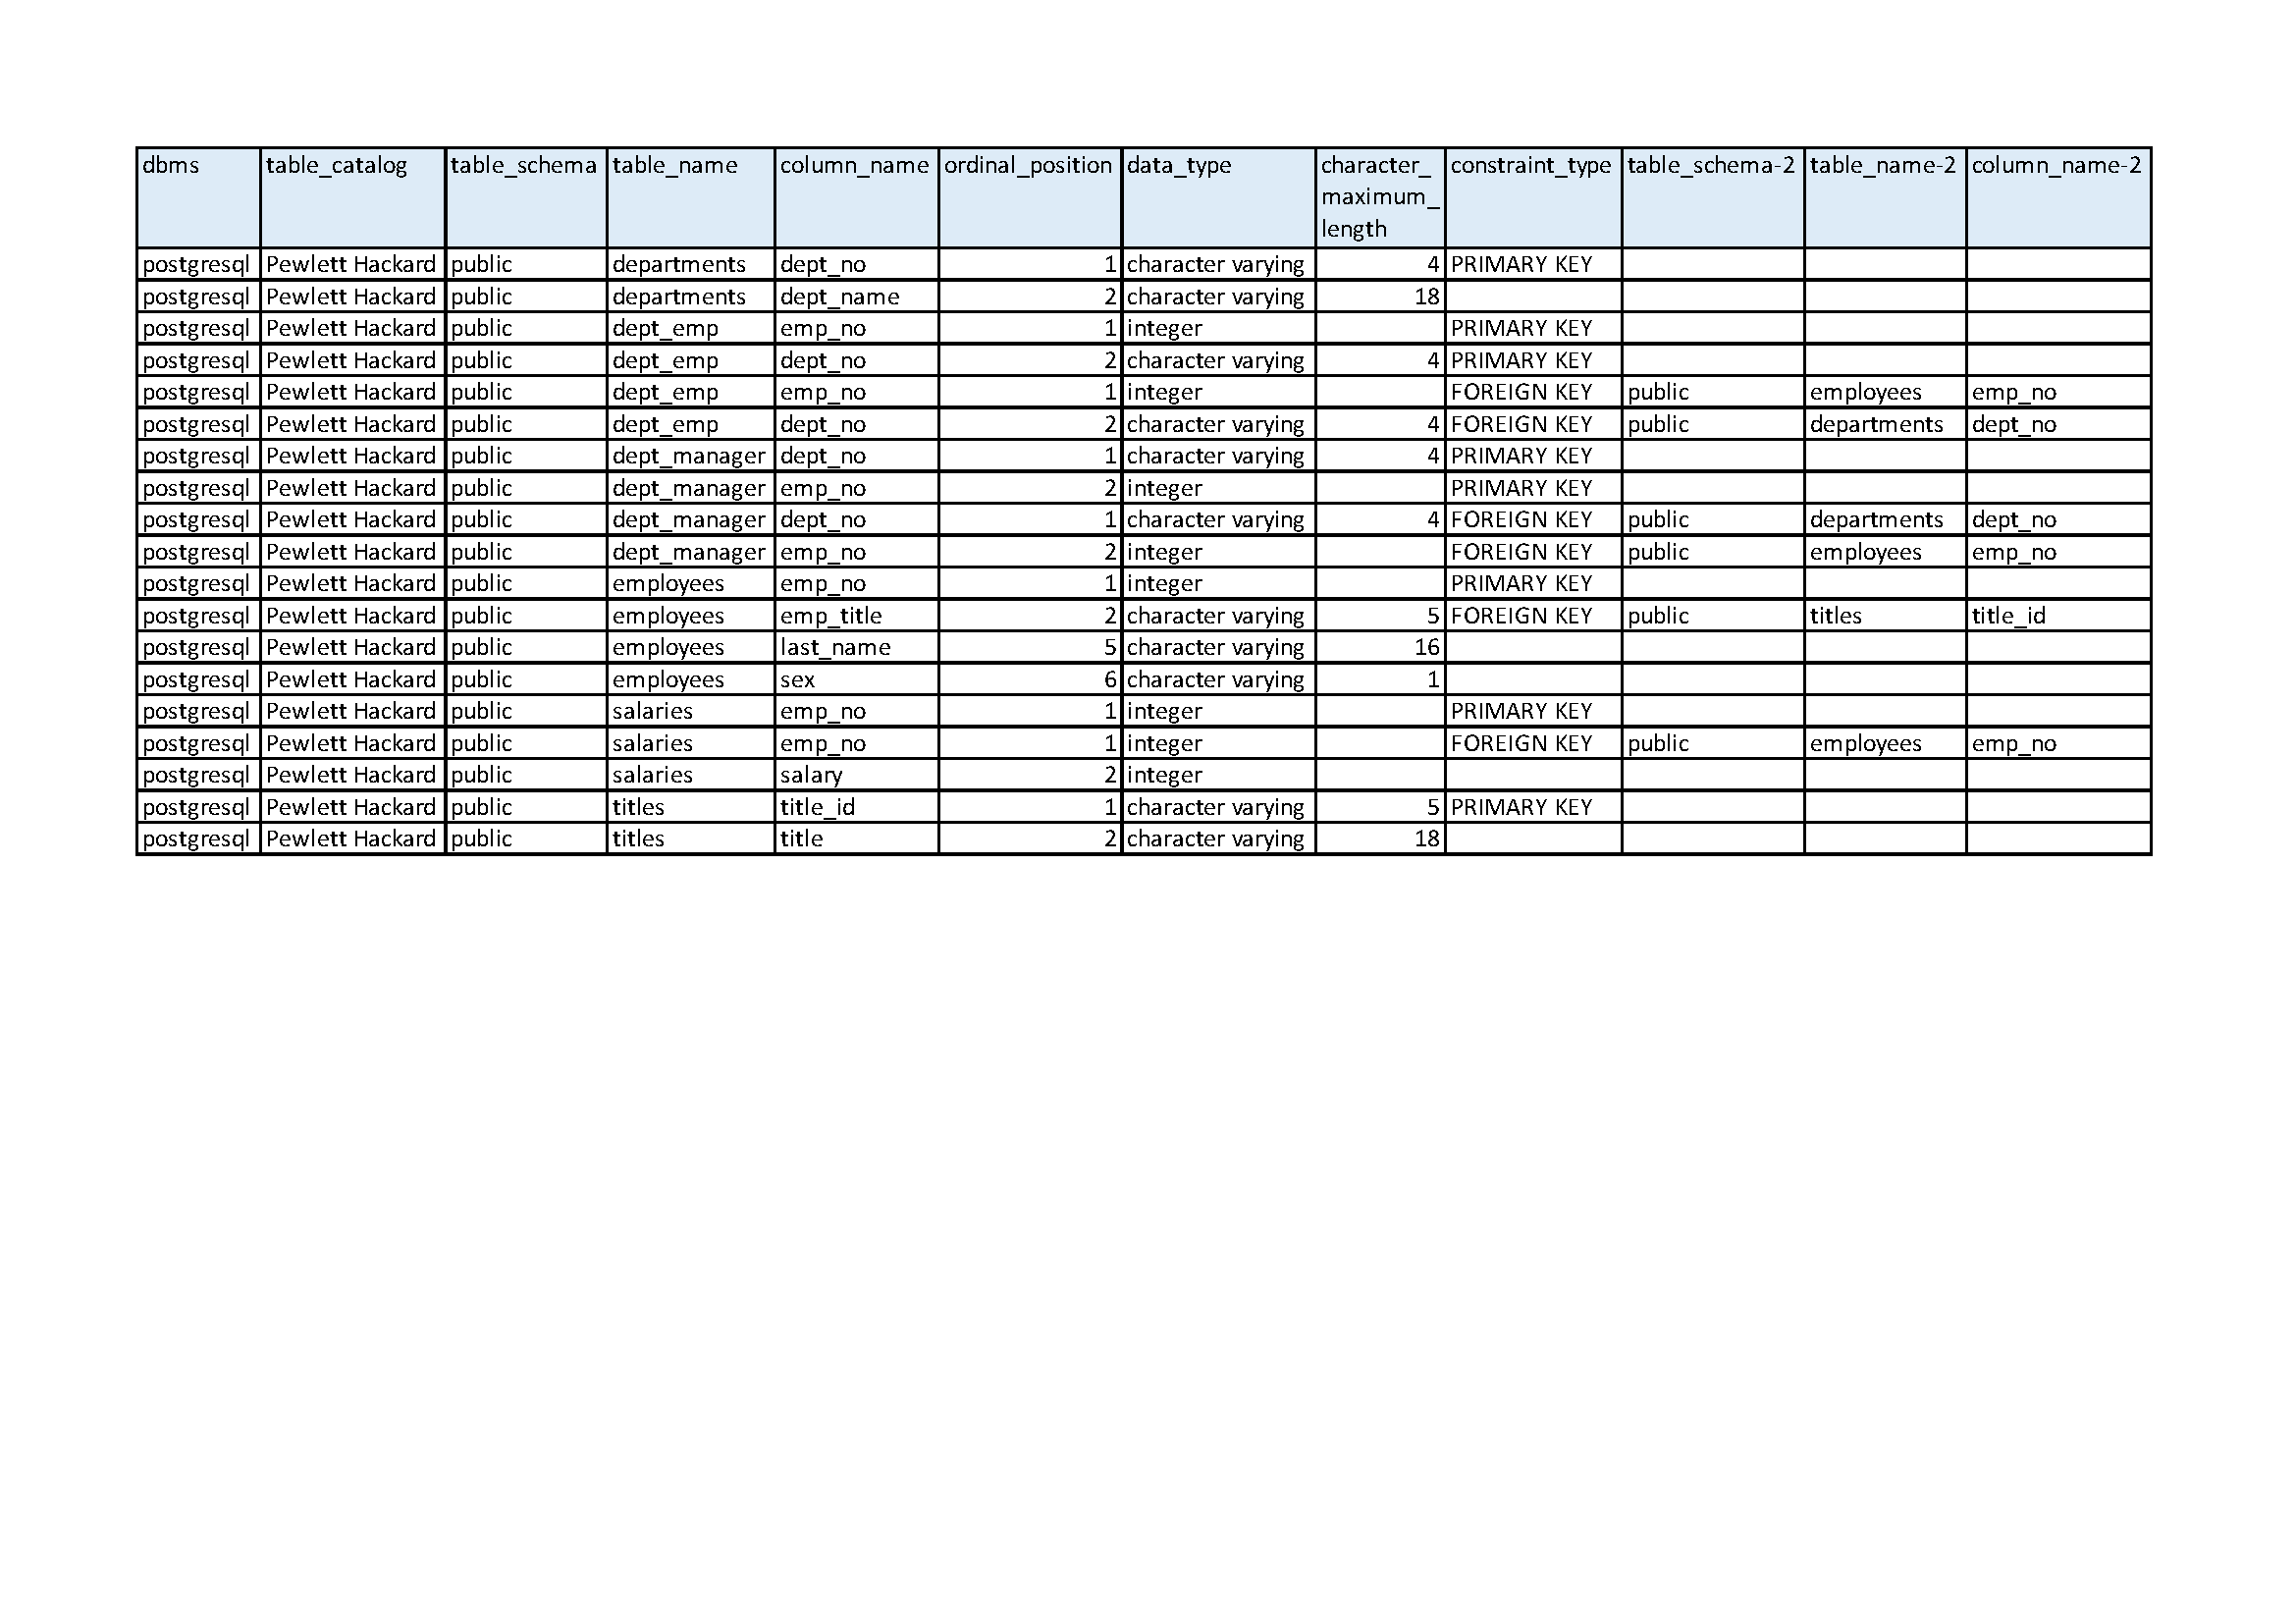 dbms table_catalog table_schema table_name column_name ordinal_position data_type character_ constraint_type table_schema-2 table_name-2 column_name-2
maximum_
length
postgresql Pewlett Hackard public departments dept_no 1 character varying 4 PRIMARY KEY
postgresql Pewlett Hackard public departments dept_name 2 character varying 18
postgresql Pewlett Hackard public dept_emp emp_no 1 integer PRIMARY KEY
postgresql Pewlett Hackard public dept_emp dept_no 2 character varying 4 PRIMARY KEY
postgresql Pewlett Hackard public dept_emp emp_no 1 integer FOREIGN KEY public employees emp_no
postgresql Pewlett Hackard public dept_emp dept_no 2 character varying 4 FOREIGN KEY public departments dept_no
postgresql Pewlett Hackard public dept_manager dept_no 1 character varying 4 PRIMARY KEY
postgresql Pewlett Hackard public dept_manager emp_no 2 integer PRIMARY KEY
postgresql Pewlett Hackard public dept_manager dept_no 1 character varying 4 FOREIGN KEY public departments dept_no
postgresql Pewlett Hackard public dept_manager emp_no 2 integer FOREIGN KEY public employees emp_no
postgresql Pewlett Hackard public employees emp_no 1 integer PRIMARY KEY
postgresql Pewlett Hackard public employees emp_title 2 character varying 5 FOREIGN KEY public titles title_id
postgresql Pewlett Hackard public employees last_name 5 character varying 16
postgresql Pewlett Hackard public employees sex 6 character varying 1
postgresql Pewlett Hackard public salaries emp_no 1 integer PRIMARY KEY
postgresql Pewlett Hackard public salaries emp_no 1 integer FOREIGN KEY public employees emp_no
postgresql Pewlett Hackard public salaries salary 2 integer
postgresql Pewlett Hackard public titles title_id 1 character varying 5 PRIMARY KEY
postgresql Pewlett Hackard public titles title 2 character varying 18